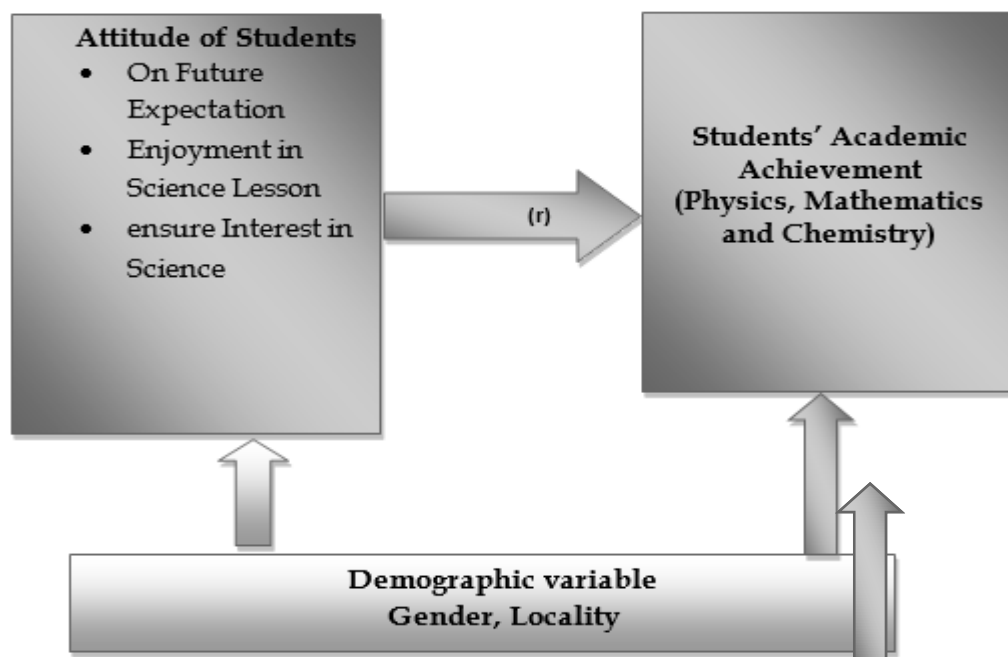 Attitude of Students
• On Future
Expectation
• Enjoyment in
Science Lesson
• ensure Interest in
Science
(r)
Students’ Academic
Achievement
(Physics, Mathematics
and Chemistry)
Demographic variable
Gender, Locality